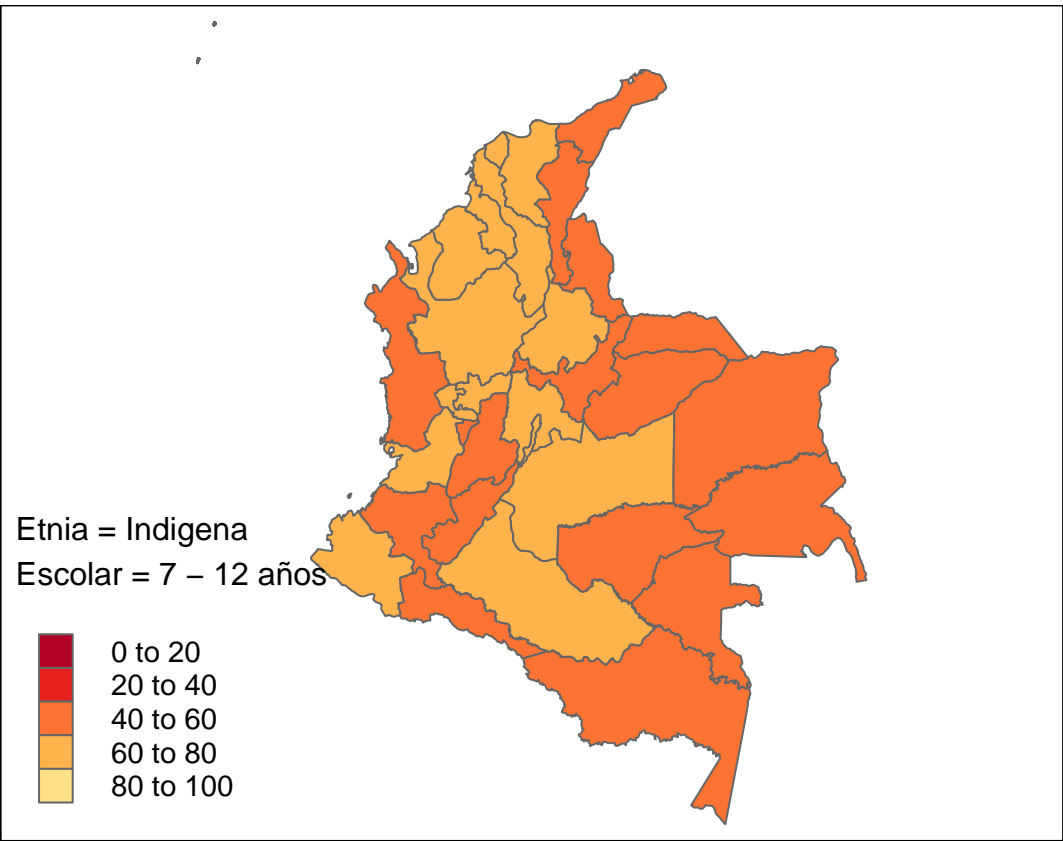 Etnia = Indigena
Escolar = 7 – 12 años
0 to 20
20 to 40
40 to 60
60 to 80
80 to 100